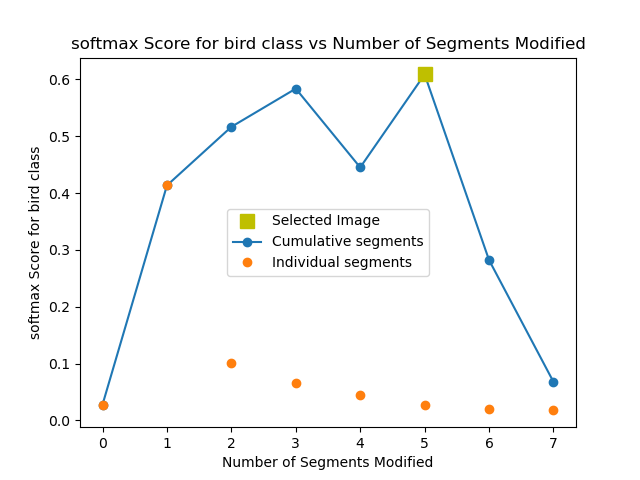 softmax Score for bird class vs Number of Segments Modified
softmax Score for bird class
0.6
0.5
0.4
0.3
0.2
0.1
0.0
Selected Image
Cumulative segments
Individual segments
0 1 2 3 4 5 6 7
Number of Segments Modified